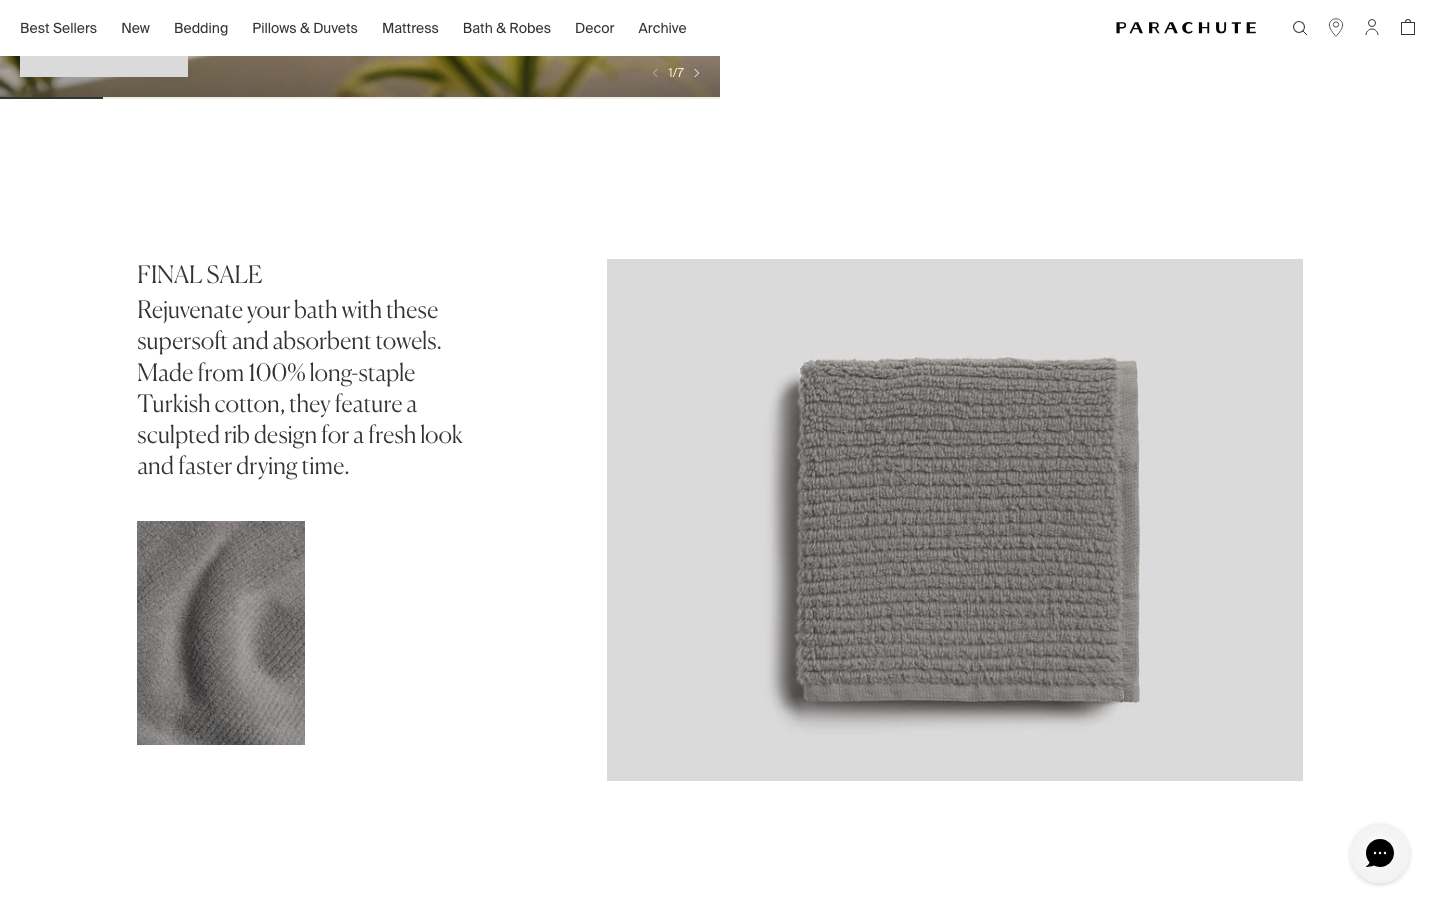 Best Sellers New Bedding Pillows & Duvets Mattress Bath & Robes Decor Archive PARACHUTE
1/7
FINAL SALE
Rejuvenate your bath with these
supersoft and absorbent towels.
Made from 100% long-staple
Turkish cotton, they feature a
sculpted rib design for a fresh look
and faster drying time.